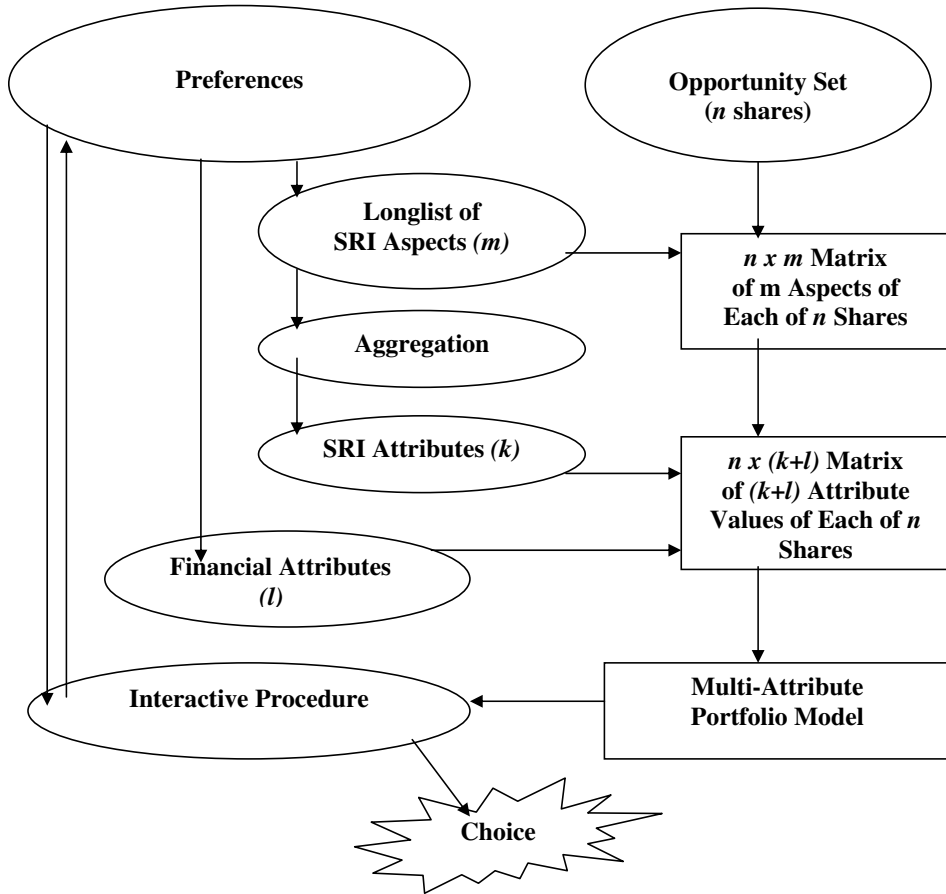 Preferences
Opportunity Set
(n shares)
Longlist of
SRI Aspects (m)
n x m Matrix
of m Aspects of
Each of n Shares
Aggregation
SRI Attributes (k)
n x (k+l) Matrix
of (k+l) Attribute
Values of Each of n
Shares
Financial Attributes
(l)
Interactive Procedure
Multi-Attribute
Portfolio Model
Choice